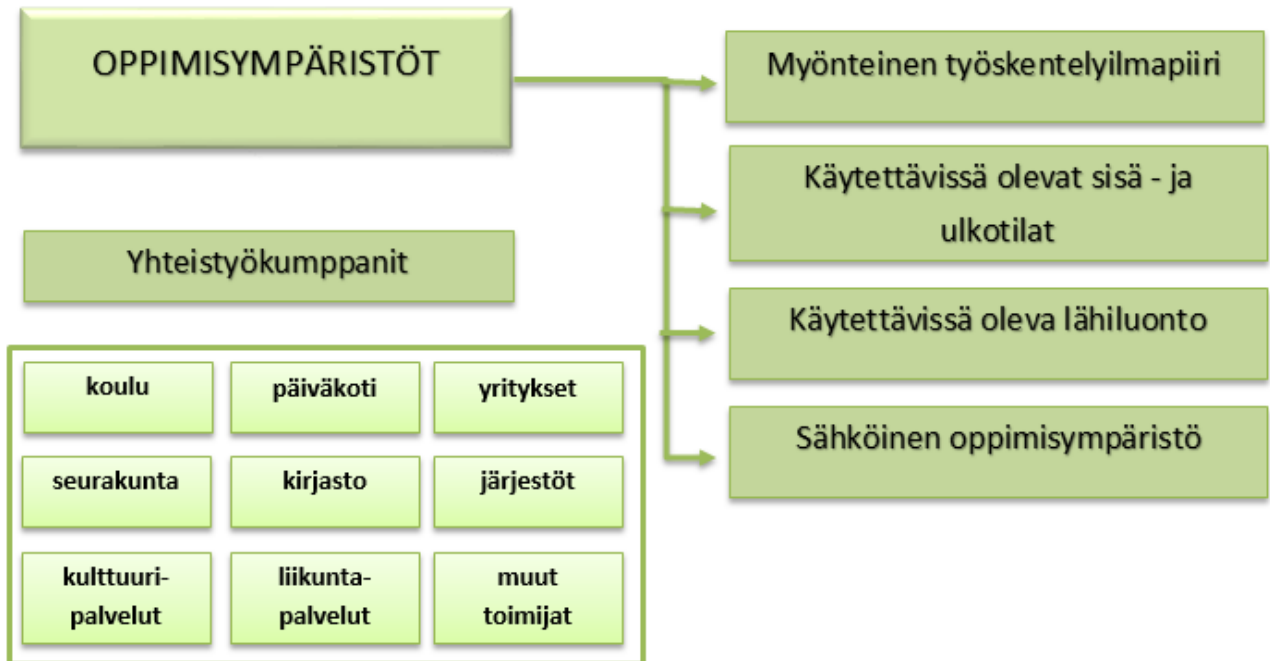 OPPIMISYMPÄRISTÖT
Myönteinen työskentelyilmapiiri
Käytettävissä olevat sisä - ja
ulkotilat
Käytettävissä oleva lähiluonto
Sähköinen oppimisympäristö
Yhteistyökumppanit
koulu
päiväkoti
yritykset
seurakunta
kirjasto
järjestöt
kulttuuri-
palvelut
liikunta-
palvelut
muut
toimijat